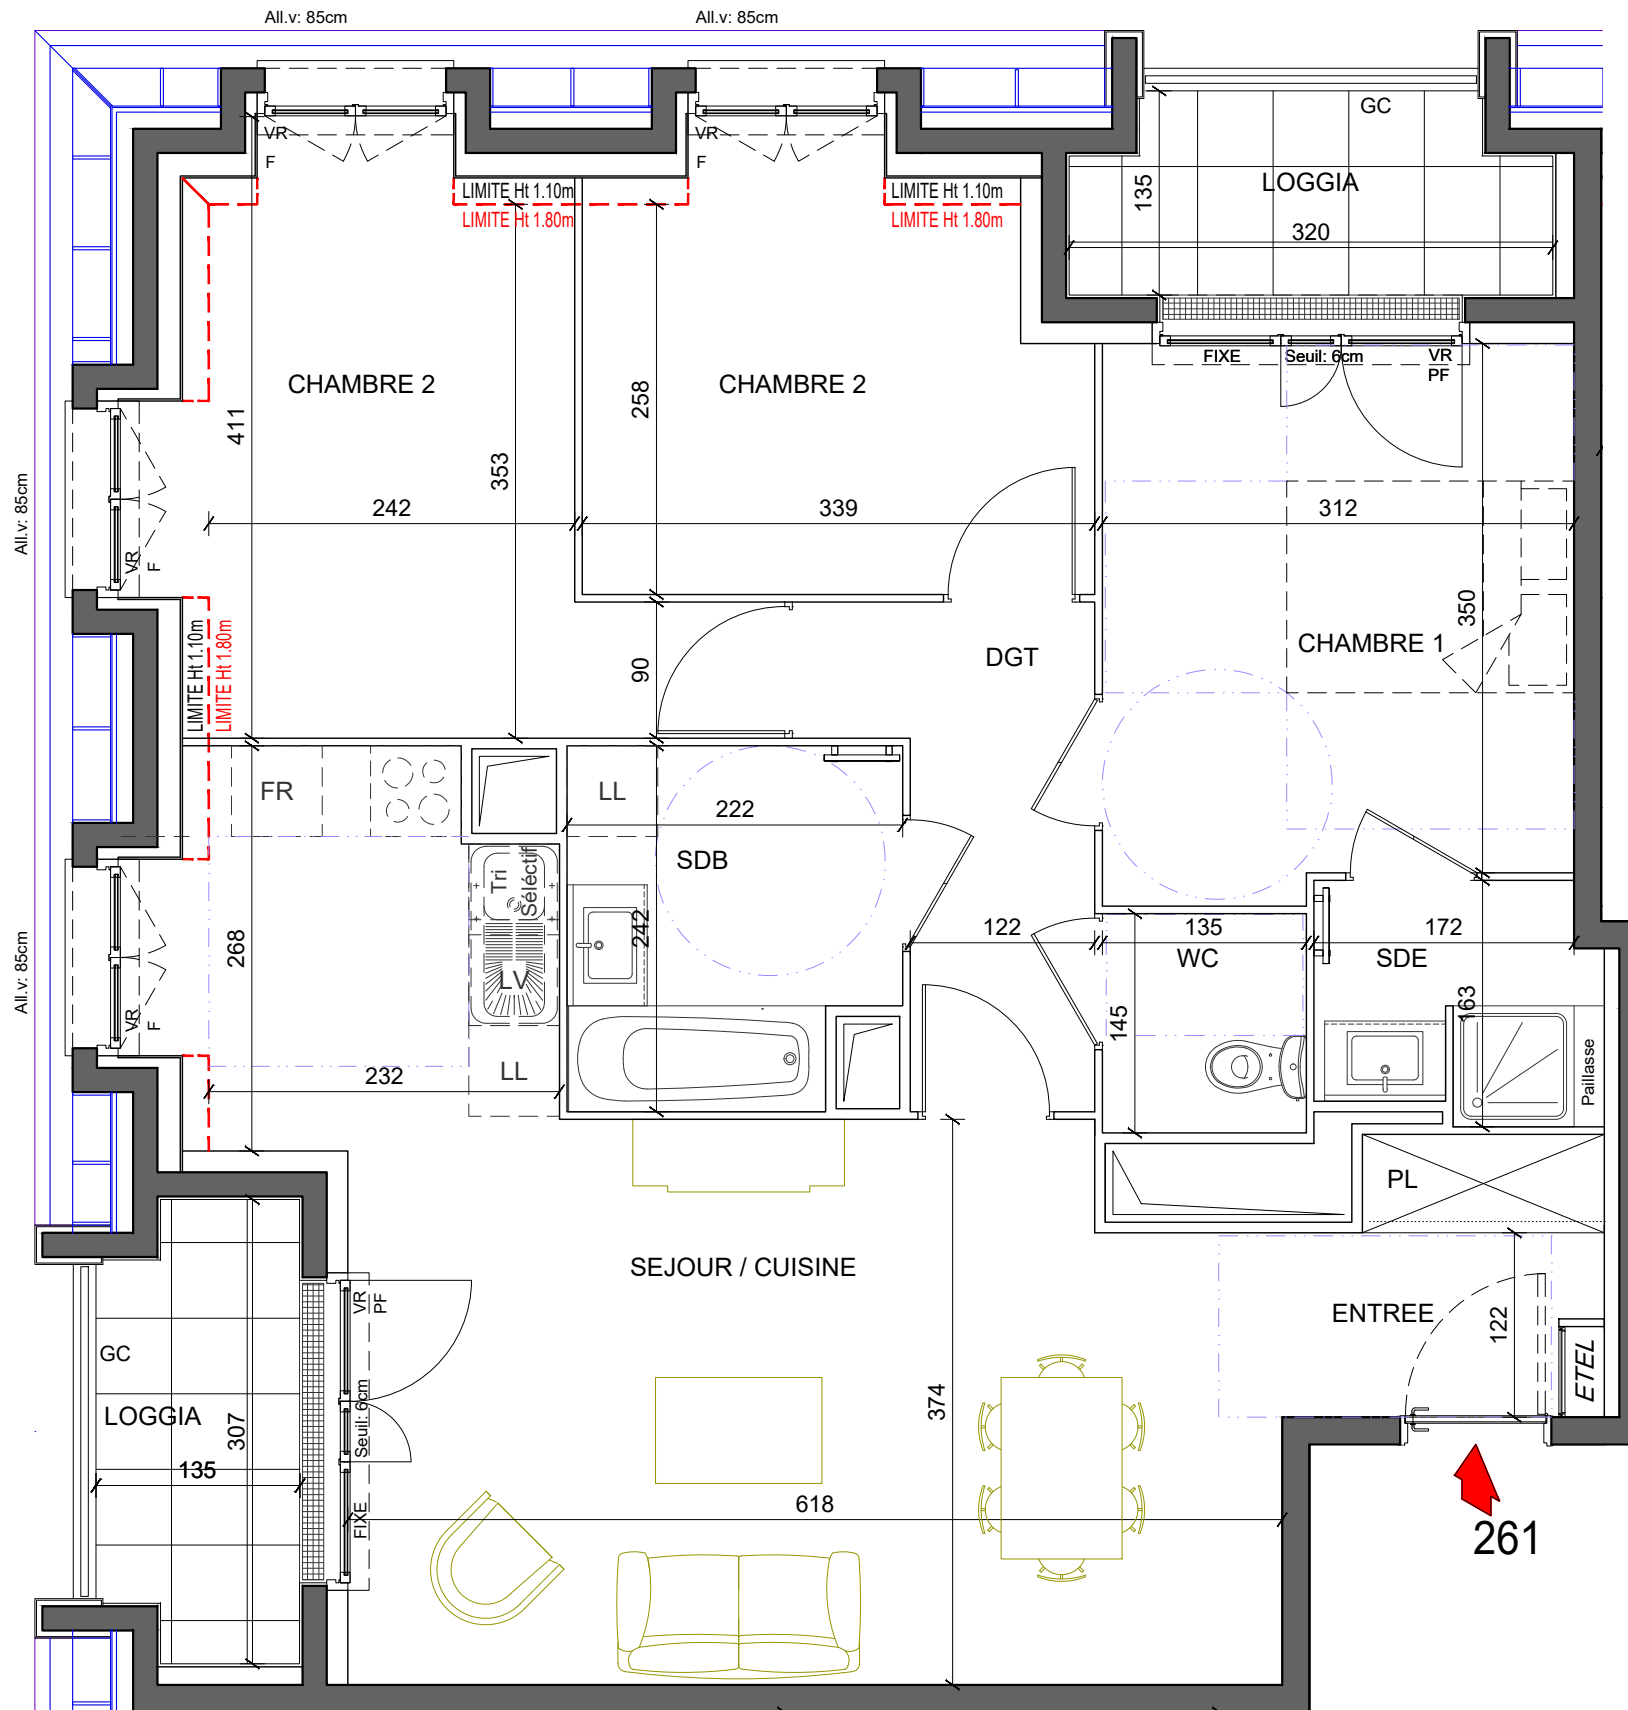 All.v: 85cm
All.v: 85cm
VR
F
VR
F
GC
LIMITE Ht 1.10m
LIMITE Ht 1.80m
LIMITE Ht 1.10m
LIMITE Ht 1.80m
LOGGIA
135
320
FIXE
Seuil: 6cm
VR
PF
CHAMBRE 2
CHAMBRE 2
411
258
353
All.v: 85cm
242
339
312
VR
F
350
LIMITE Ht 1.10m
LIMITE Ht 1.80m
90
DGT
CHAMBRE 1
FR
LL
222
SDB
Tri
Séléctif
268
242
122
135
172
WC
SDE
All.v: 85cm
LV
VR
F
145
163
LL
232
Paillasse
PL
SEJOUR / CUISINE
VR
PF
ENTREE
122
GC
ETEL
LOGGIA
307
Seuil: 6cm
374
135
FIXE
618
261